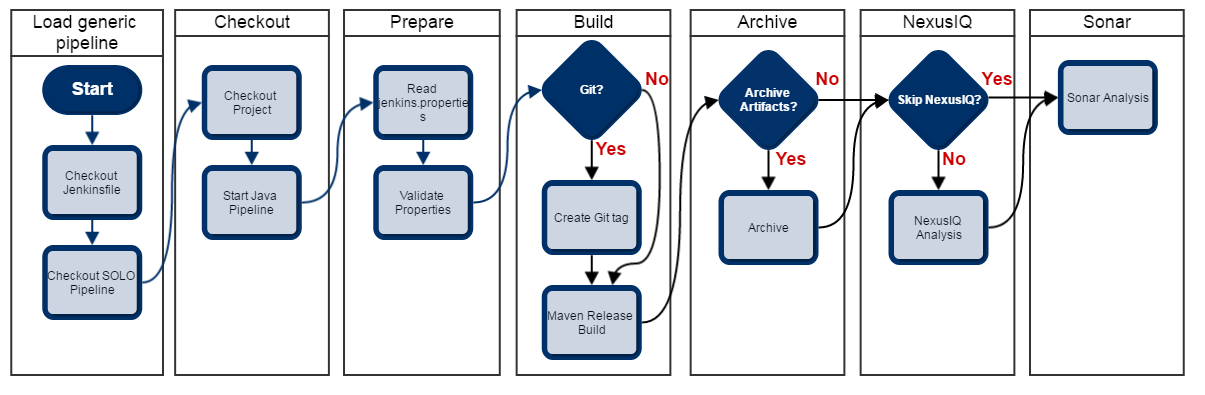 Load generic
pipeline
Start
Checkout
Jenkinsfile
Checkout SOLO
Pipeline
Checkout
Checkout
Project
Start Java
Pipeline
Prepare
Read
jenkins.propertie
s
Validate
Properties
Build
Git?
No
Yes
Create Git tag
Maven Release
Build
Archive
Archive
Artifacts?
No
Yes
Archive
NexusIQ
Skip NexusIQ?
Yes
No
NexusIQ
Analysis
Sonar
Sonar Analysis